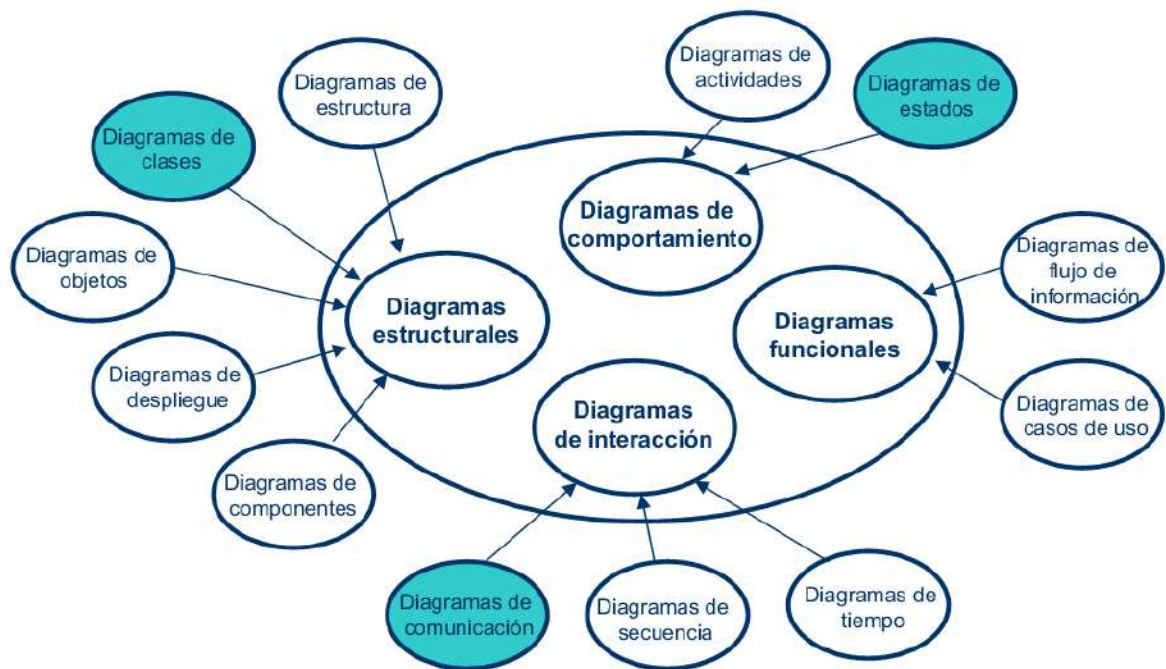 Diagramas de
actividades
Diagramas de
estados
Diagramas de
estructura
Diagramas de
clases
Diagramas de
comportamiento
Diagramas de
objetos
Diagramas de
flujo de
información
Diagramas
estructurales
Diagramas
funcionales
Diagramas de
despliegue
Diagramas
de interacción
Diagramas de
casos de uso
Diagramas de
componentes
Diagramas de
comunicación
Diagramas de
secuencia
Diagramas de
tiempo